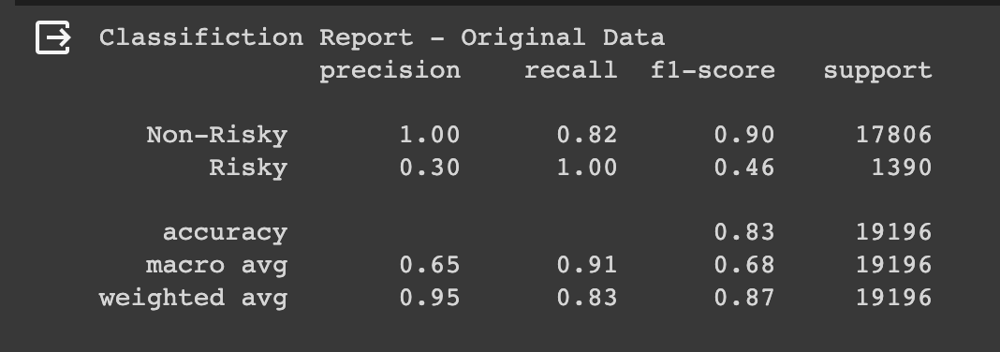 Classifiction Report - Original Data
precision recall f1-score support
Non-Risky 1.00 0.82 0.90 17806
Risky 0.30 1.00 0.46 1390
accuracy 0.83 19196
macro avg 0.65 0.91 0.68 19196
weighted avg 0.95 0.83 0.87 19196